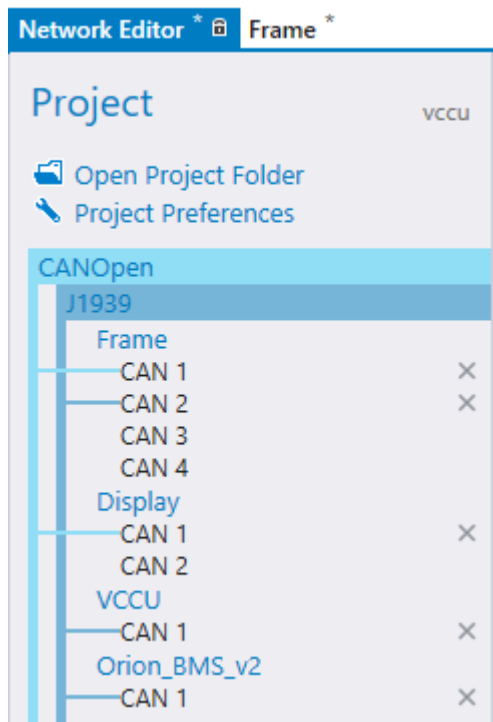 Network Editor * Frame *
Project vccu
Open Project Folder
Project Preferences
CANOpen
J1939
Frame
CAN 1
CAN 2
CAN 3
CAN 4
Display
CAN 1
CAN 2
VCCU
CAN 1
Orion_BMS_v2
CAN 1